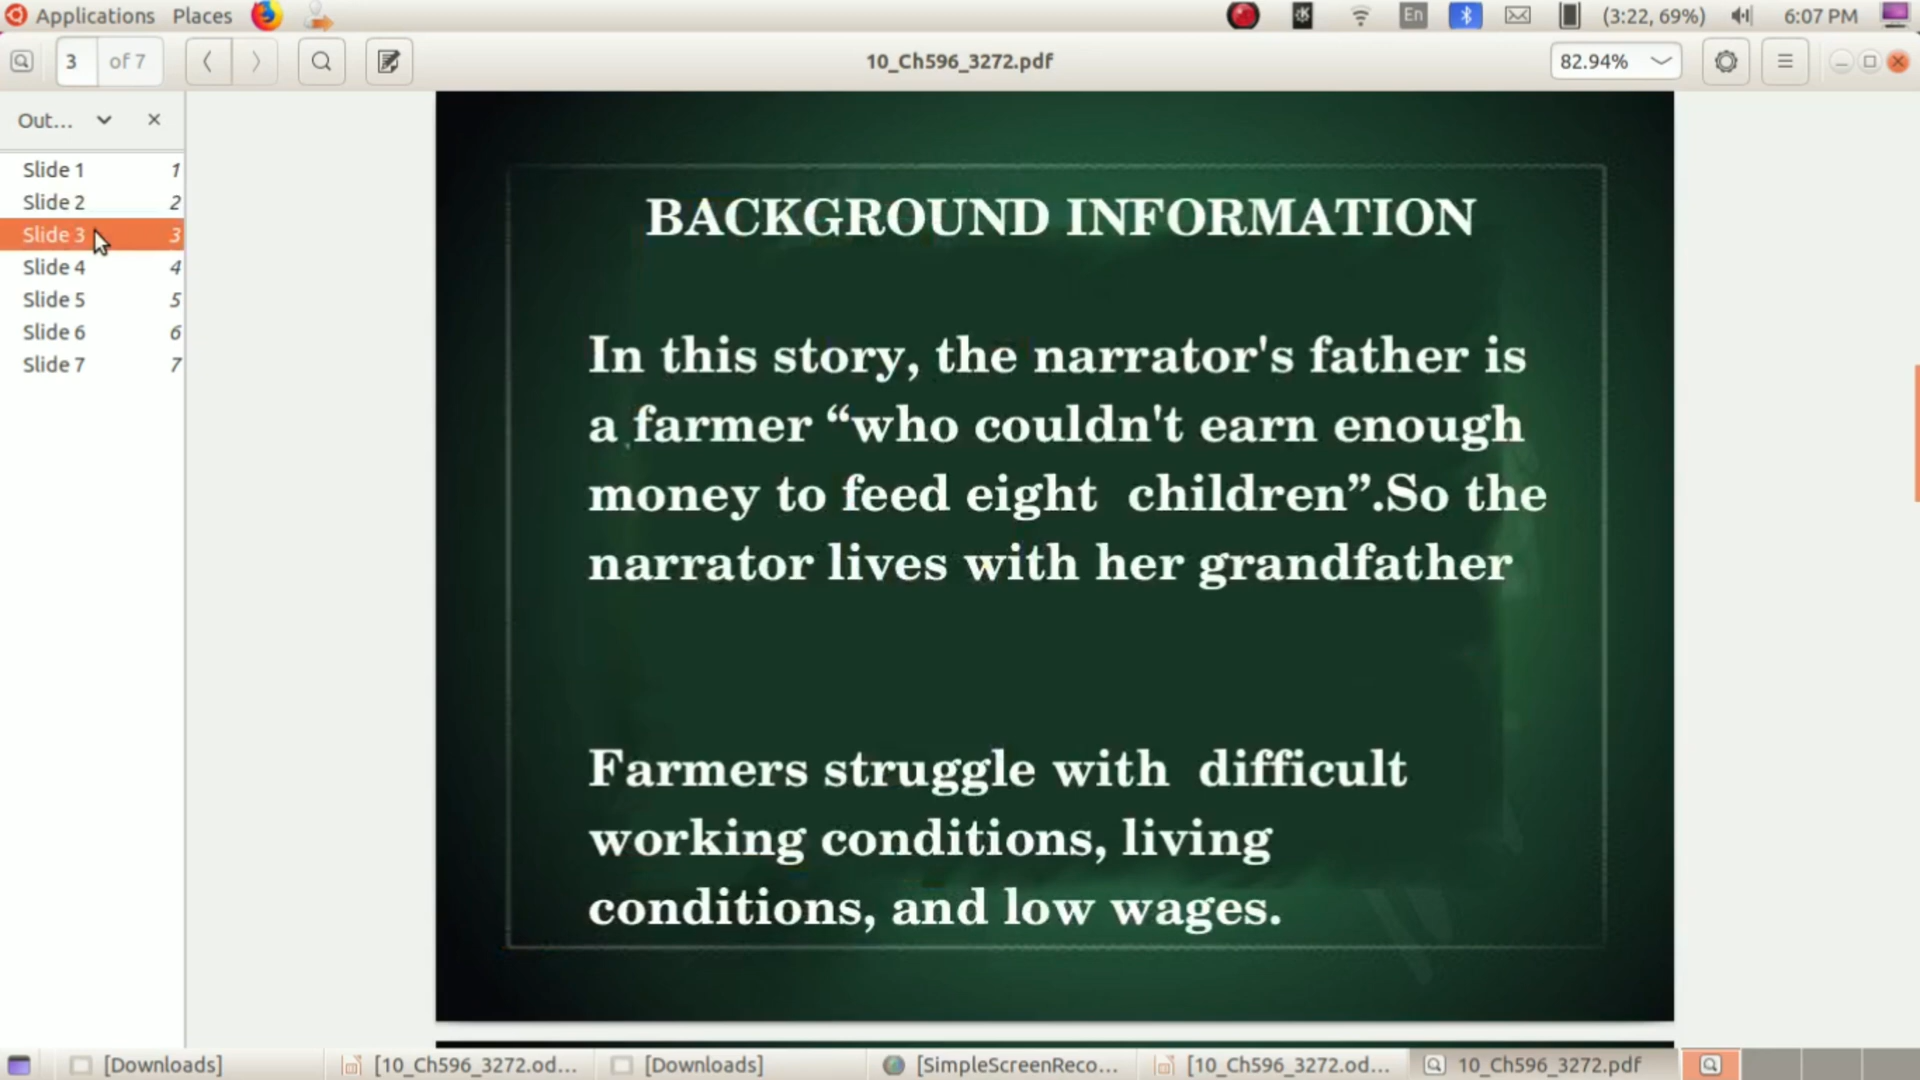 Applications Places En (3:22, 69%) 6:07 PM
3 of 7 10_Ch596_3272.pdf 82.94%
Out...
Slide 1 1
Slide 2 2
Slide 3 3
Slide 4 4
Slide 5 5
Slide 6 6
Slide 7 7
BACKGROUND INFORMATION
In this story, the narrator's father is
a farmer “who couldn't earn enough
money to feed eight  children”.So the
narrator lives with her grandfather
Farmers struggle with  difficult
working conditions, living
conditions, and low wages.
[Downloads] [10_Ch596_3272.od... [Downloads] [SimpleScreenReco... [10_Ch596_3272.od... 10_Ch596_3272.pdf